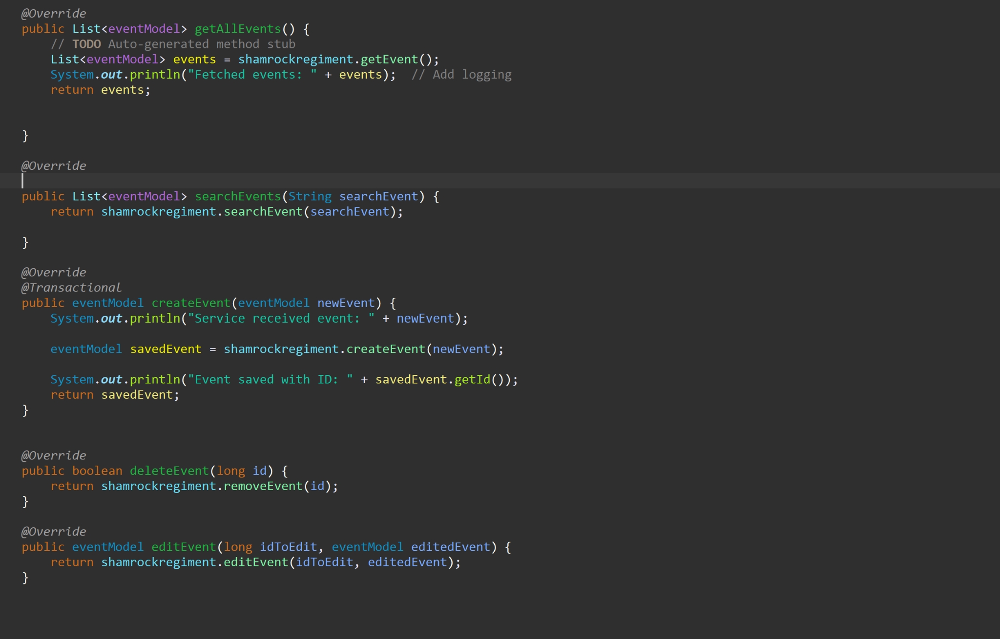 @Override
public List<eventModel> getAllEvents() {
    // TODO Auto-generated method stub
    List<eventModel> events = shamrockregiment.getEvent();
    System.out.println("Fetched events: " + events);  // Add logging
    return events;
}
@Override
public List<eventModel> searchEvents(String searchEvent) {
    return shamrockregiment.searchEvent(searchEvent);
}
@Override
@Transactional
public eventModel createEvent(eventModel newEvent) {
    System.out.println("Service received event: " + newEvent);
    eventModel savedEvent = shamrockregiment.createEvent(newEvent);
    System.out.println("Event saved with ID: " + savedEvent.getId());
    return savedEvent;
}
@Override
public boolean deleteEvent(long id) {
    return shamrockregiment.removeEvent(id);
}
@Override
public eventModel editEvent(long idToEdit, eventModel editedEvent) {
    return shamrockregiment.editEvent(idToEdit, editedEvent);
}